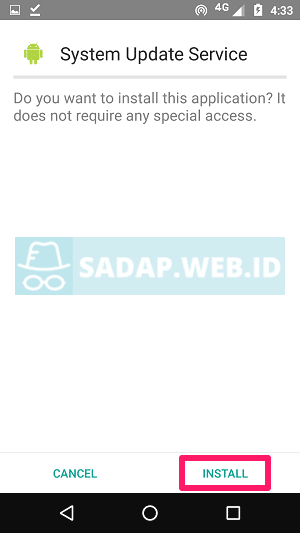 4G 4:33
System Update Service
Do you want to install this application? It
does not require any special access.
SADAP.WEB.ID
CANCEL INSTALL